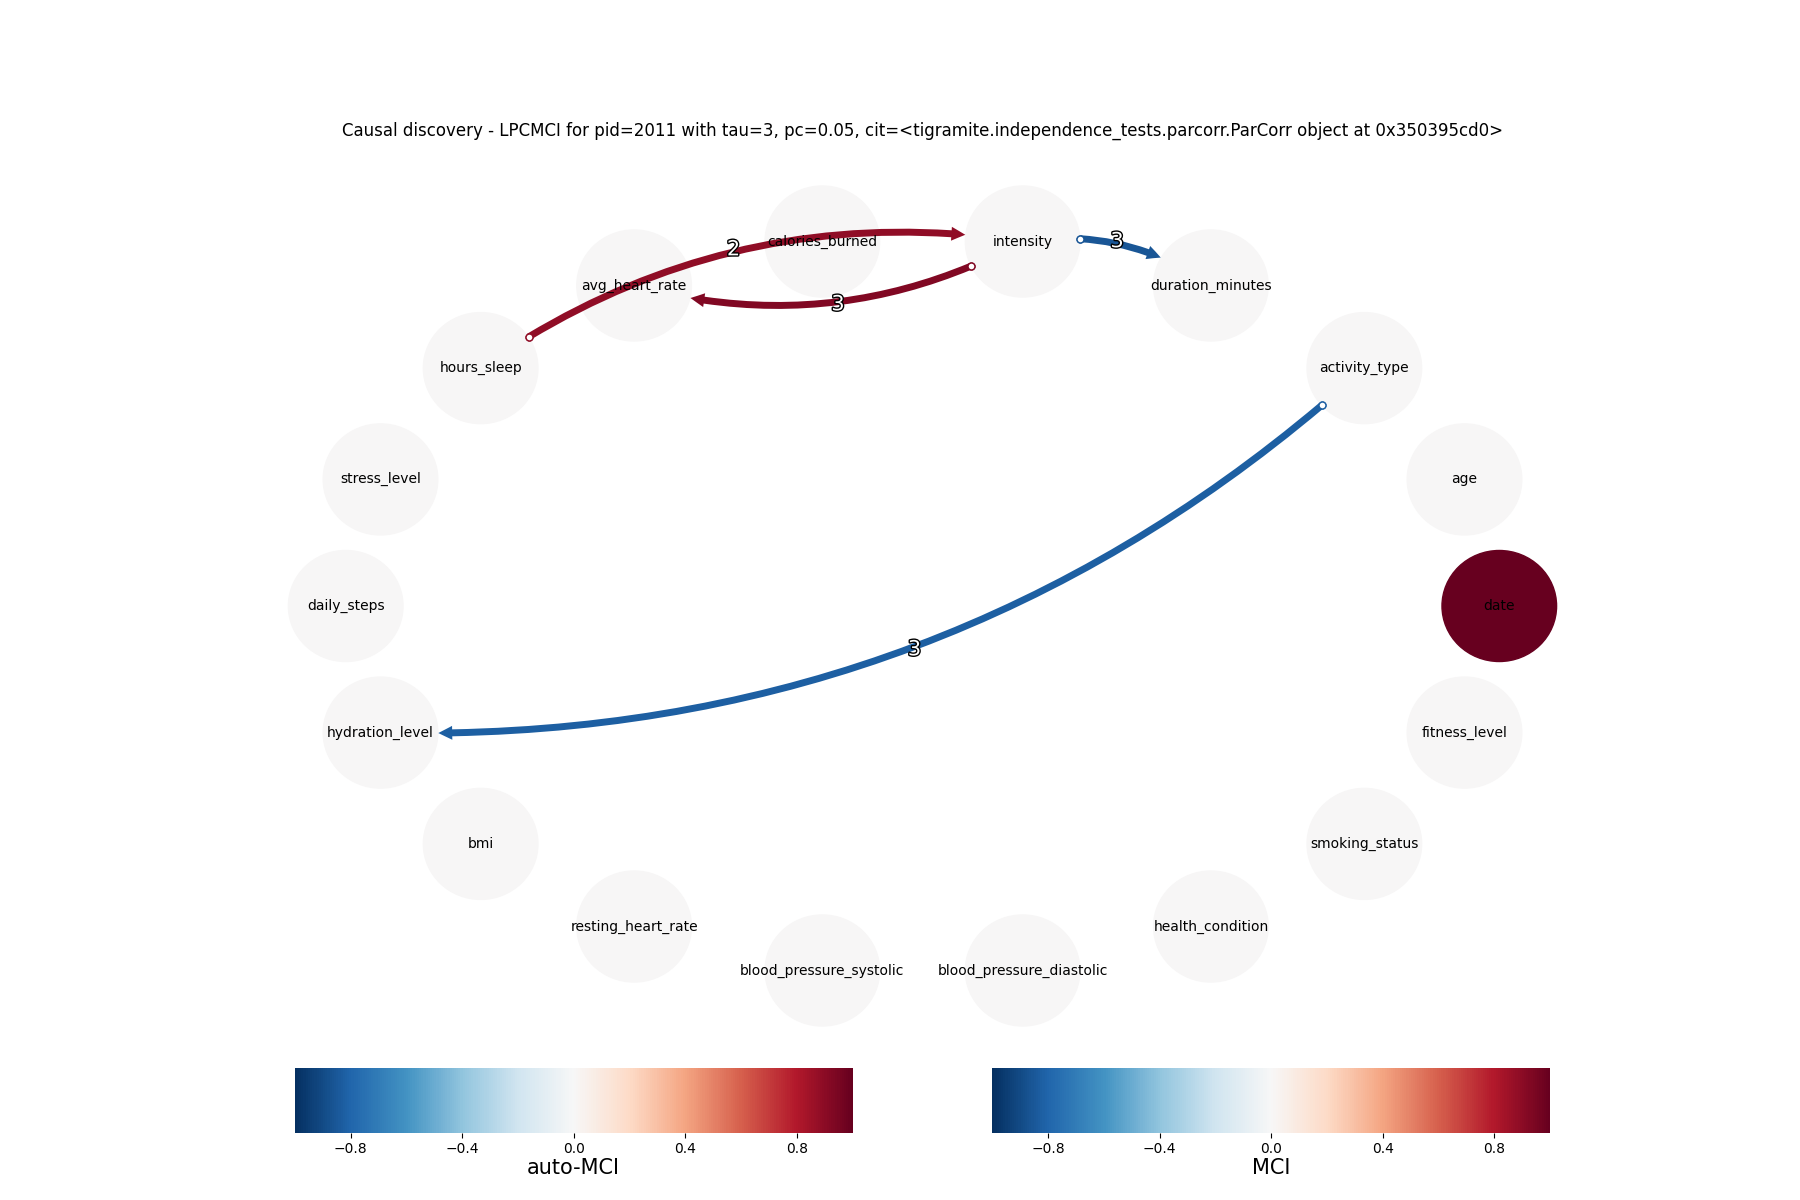 Causal discovery - LPCMCI for pid=2011 with tau=3, pc=0.05, cit=<tigramite.independence_tests.parcorr.ParCorr object at 0x350395cd0>
calories_burned
intensity
3
2
avg_heart_rate
duration_minutes
3
hours_sleep
activity_type
stress_level
age
daily_steps
date
3
hydration_level
fitness_level
bmi
smoking_status
resting_heart_rate
health_condition
blood_pressure_systolic
blood_pressure_diastolic
−0.8 −0.4 0.0 0.4 0.8
auto-MCI
−0.8 −0.4 0.0 0.4 0.8
MCI